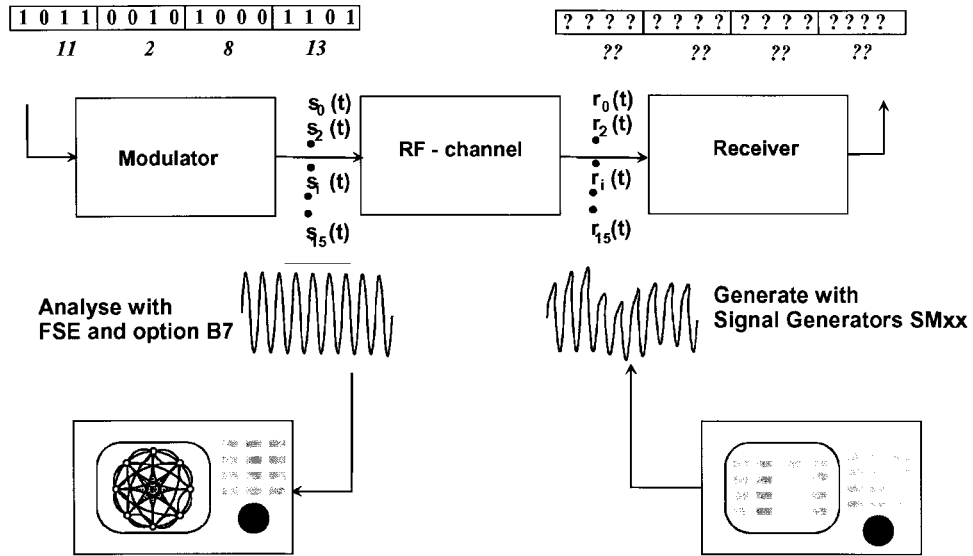 1 0 1 1 0 0 1 0 1 0 0 0 1 1 0 1
11 2 8 13
? ? ? ? ? ? ? ? ? ? ? ? ? ? ? ?
?? ?? ?? ??
Modulator
s0 (t)
s2 (t)
si (t)
s15 (t)
RF - channel
r0 (t)
r2 (t)
ri (t)
r15 (t)
Receiver
Analyse with
FSE and option B7
Generate with
Signal Generators SMxx